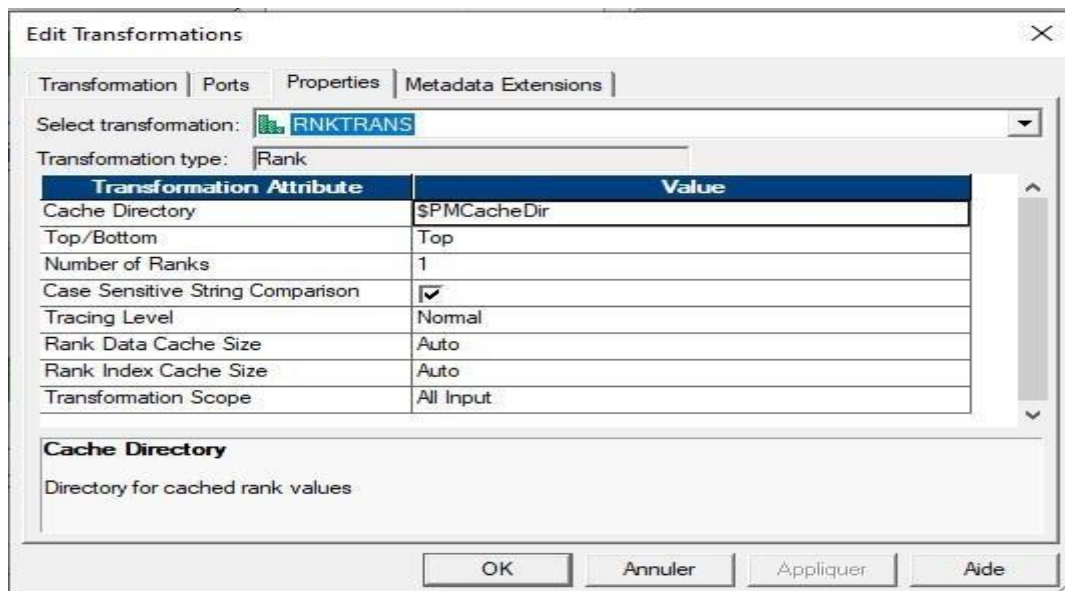 Edit Transformations
Transformation Ports Properties Metadata Extensions
Select transformation: RNKTRANS
Transformation type: Rank
Transformation Attribute Value
Cache Directory $PMCacheDir
Top/Bottom Top
Number of Ranks 1
Case Sensitive String Comparison
Tracing Level Normal
Rank Data Cache Size Auto
Rank Index Cache Size Auto
Transformation Scope All Input
Cache Directory
Directory for cached rank values
OK Annuler Appliquer Aide